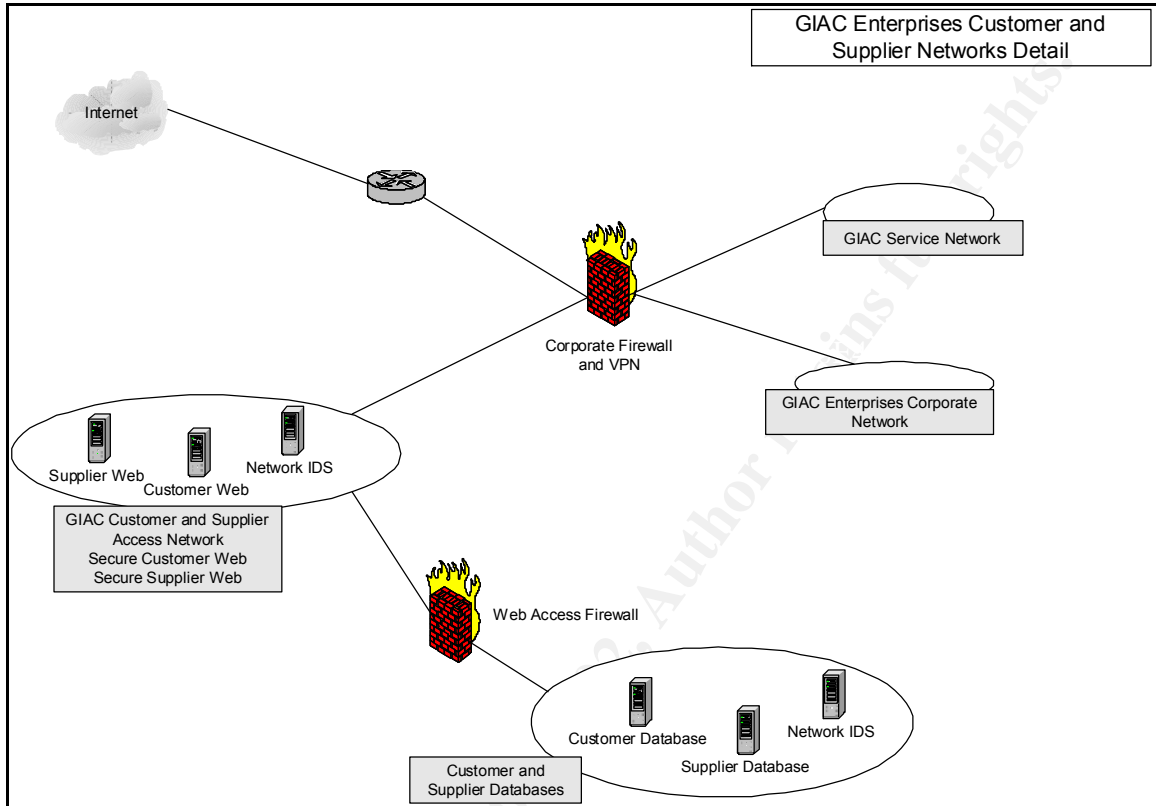 GIAC Enterprises Customer and
Supplier Networks Detail
Internet
GIAC Service Network
Corporate Firewall
and VPN
GIAC Enterprises Corporate
Network
Supplier Web
Customer Web
Network IDS
GIAC Customer and Supplier
Access Network
Secure Customer Web
Secure Supplier Web
Web Access Firewall
Customer Database
Supplier Database
Network IDS
Customer and
Supplier Databases
Author
rights.